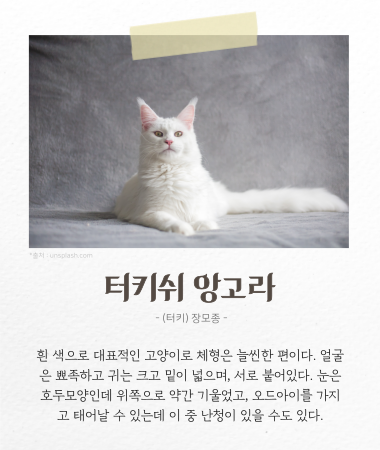 *출처 : unsplash.com
터키쉬 앙고라
- (터키) 장모종 -
흰 색으로 대표적인 고양이로 체형은 늘씬한 편이다. 얼굴
은 뾰족하고 귀는 크고 밑이 넓으며, 서로 붙어있다. 눈은
호두모양인데 위쪽으로 약간 기울었고, 오드아이를 가지
고 태어날 수 있는데 이 중 난청이 있을 수도 있다.